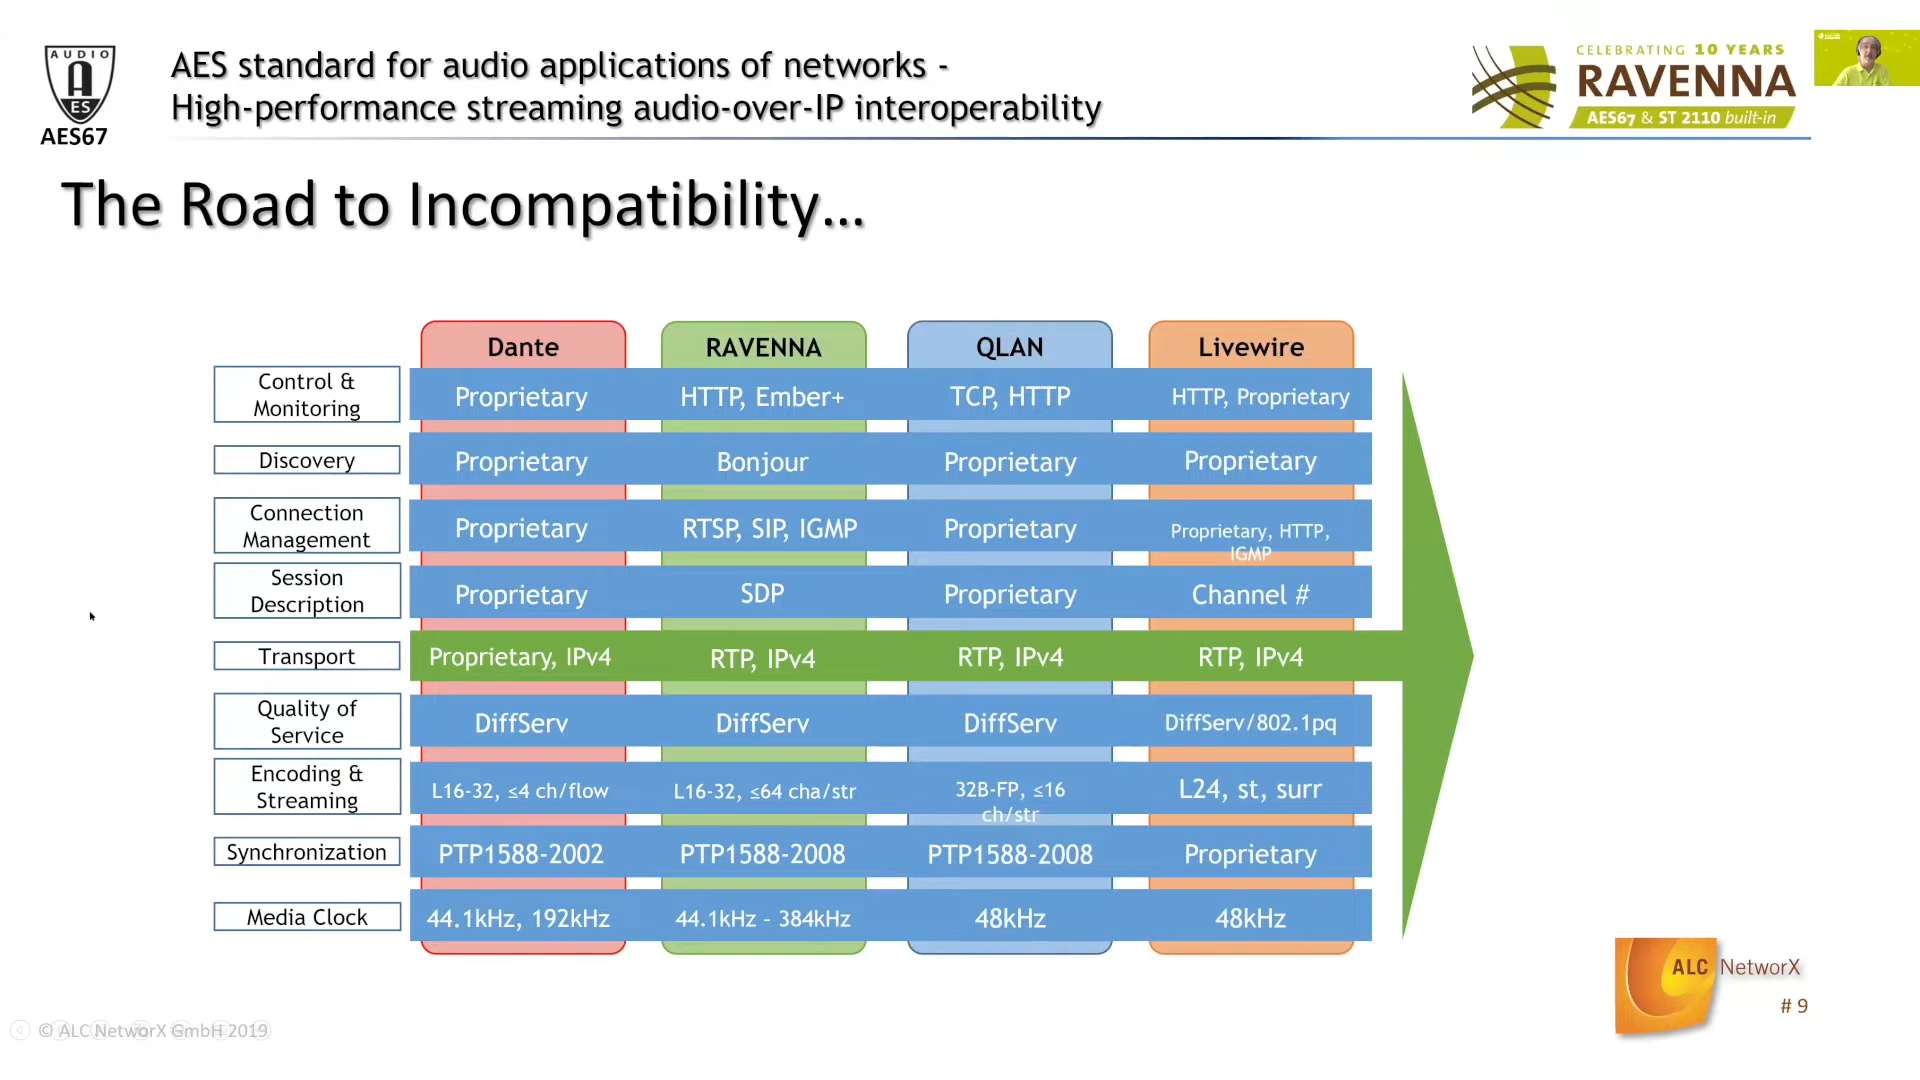 AUDIO
A
ES
AES67
AES standard for audio applications of networks -
High-performance streaming audio-over-IP interoperability
CELEBRATING 10 YEARS
RAVENNA
AES67 & ST 2110 built-in
The Road to Incompatibility...
Dante
RAVENNA
QLAN
Livewire
Control &
Monitoring
Proprietary
HTTP, Ember+
TCP, HTTP
HTTP, Proprietary
Discovery
Proprietary
Bonjour
Proprietary
Proprietary
Connection
Management
Proprietary
RTSP, SIP, IGMP
Proprietary
Proprietary, HTTP,
IGMP
Session
Description
Proprietary
SDP
Proprietary
Channel #
Transport
Proprietary, IPv4
RTP, IPv4
RTP, IPv4
RTP, IPv4
Quality of
Service
DiffServ
DiffServ
DiffServ
DiffServ/802.1pq
Encoding &
Streaming
L16-32, ≤4 ch/flow
L16-32, ≤64 cha/str
32B-FP, ≤16
ch/str
L24, st, surr
Synchronization
PTP1588-2002
PTP1588-2008
PTP1588-2008
Proprietary
Media Clock
44.1kHz, 192kHz
44.1kHz - 384kHz
48kHz
48kHz
ALC NetworX
# 9
© ALC NetworX GmbH 2019